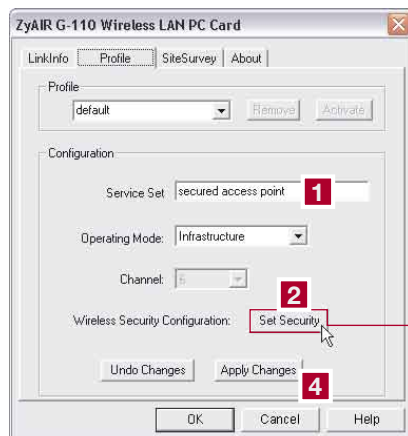 ZyAIR G-110 Wireless LAN PC Card
LinkInfo Profile SiteSurvey About
Profile
default Remove Activate
Configuration
Service Set secured access point 1
Operating Mode: Infrastructure
Channel: 6
2
Wireless Security Configuration: Set Security
Undo Changes Apply Changes
4
OK Cancel Help